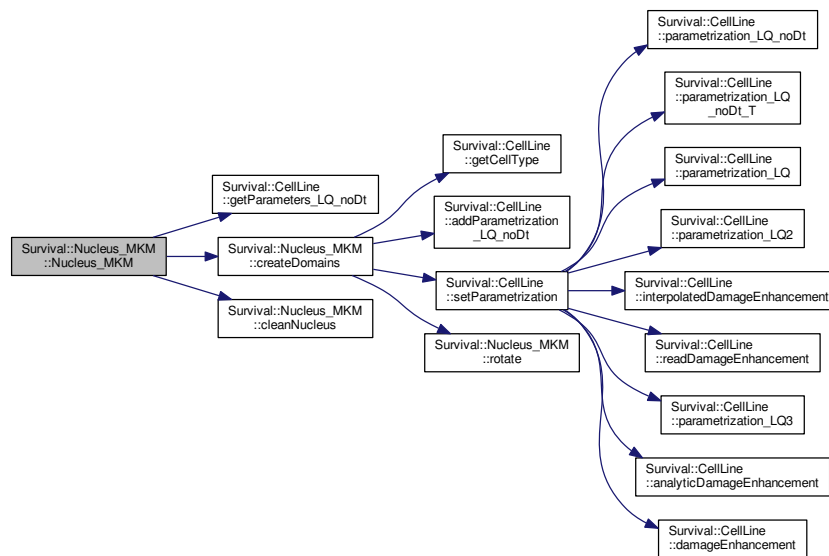 Survival::Nucleus_MKM
::Nucleus_MKM
Survival::CellLine
::getParameters_LQ_noDt
Survival::Nucleus_MKM
::createDomains
Survival::Nucleus_MKM
::cleanNucleus
Survival::CellLine
::getCellType
Survival::CellLine
::addParametrization
_LQ_noDt
Survival::CellLine
::setParametrization
Survival::Nucleus_MKM
::rotate
Survival::CellLine
::parametrization_LQ_noDt
Survival::CellLine
::parametrization_LQ
_noDt_T
Survival::CellLine
::parametrization_LQ
Survival::CellLine
::parametrization_LQ2
Survival::CellLine
::interpolatedDamageEnhancement
Survival::CellLine
::readDamageEnhancement
Survival::CellLine
::parametrization_LQ3
Survival::CellLine
::analyticDamageEnhancement
Survival::CellLine
::damageEnhancement